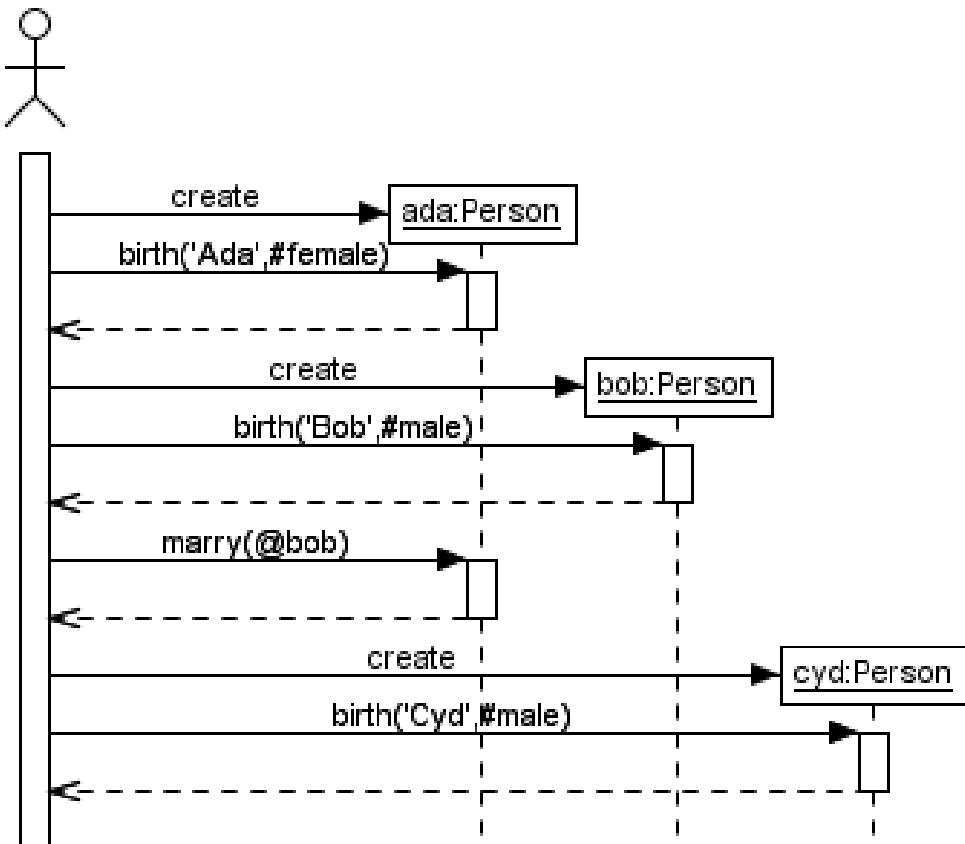 create
ada:Person
birth('Ada',#female)
create
bob:Person
birth('Bob',#male)
marry(@bob)
create
cyd:Person
birth('Cyd',#male)